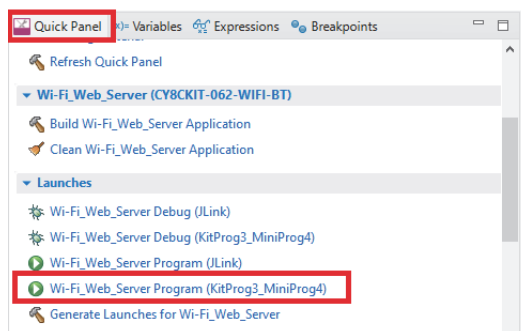 Quick Panel (x)= Variables Expressions Breakpoints
Refresh Quick Panel
Wi-Fi_Web_Server (CY8CKIT-062-WIFI-BT)
Build Wi-Fi_Web_Server Application
Clean Wi-Fi_Web_Server Application
Launches
Wi-Fi_Web_Server Debug (JLink)
Wi-Fi_Web_Server Debug (KitProg3_MiniProg4)
Wi-Fi_Web_Server Program (JLink)
Wi-Fi_Web_Server Program (KitProg3_MiniProg4)
Generate Launches for Wi-Fi_Web_Server